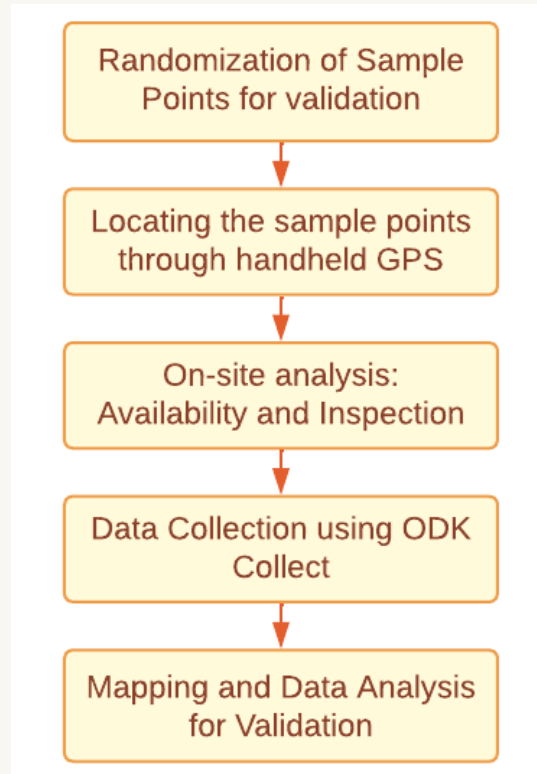 Randomization of Sample
Points for validation
Locating the sample points
through handheld GPS
On-site analysis:
Availability and Inspection
Data Collection using ODK
Collect
Mapping and Data Analysis
for Validation